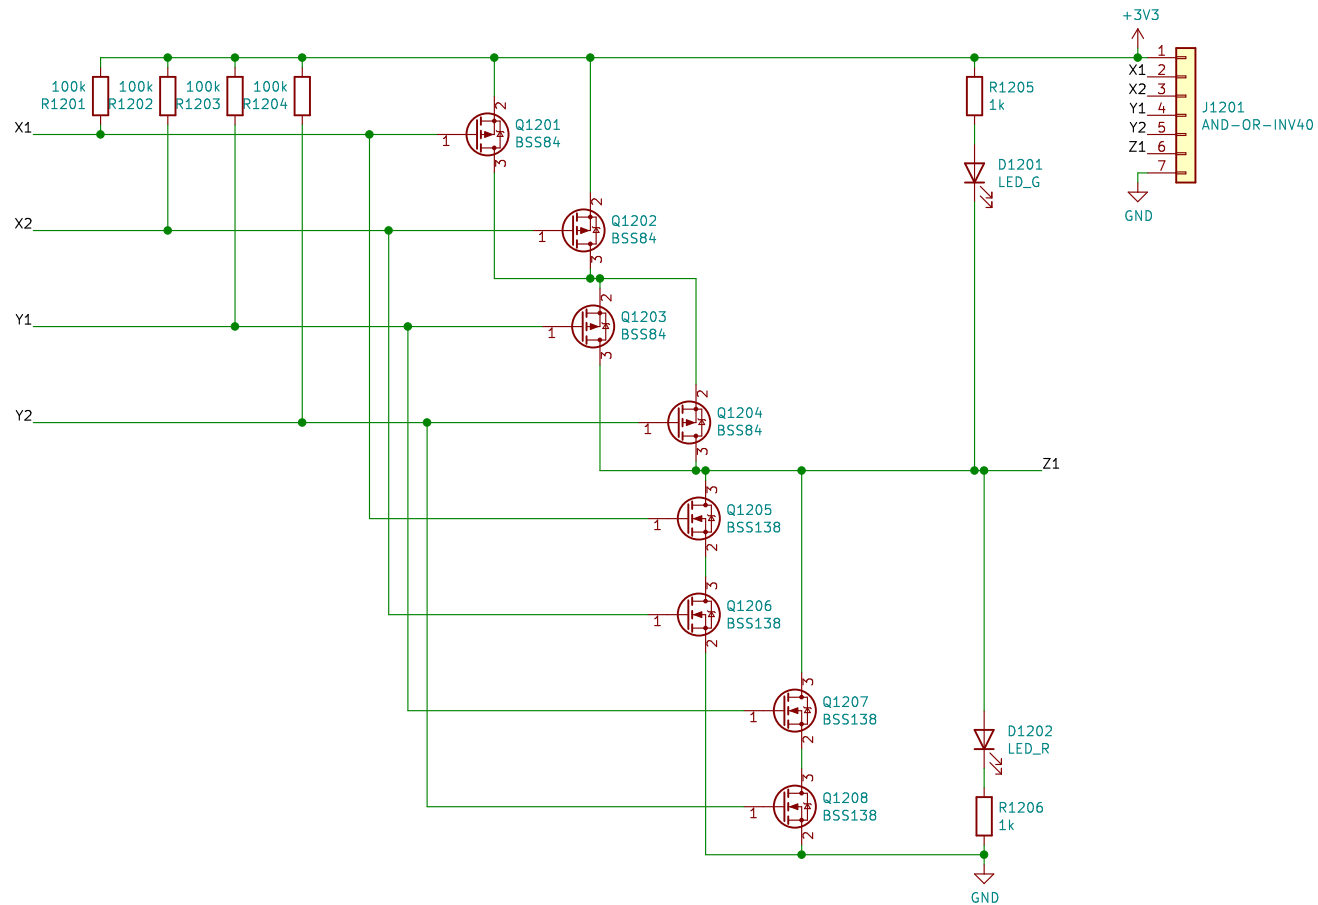 +3V3
1
X1 2
X2 3
Y1 4
Y2 5
Z1 6
7
J1201
AND-OR-INV40
GND
100k
R1201
100k
R1202
100k
R1203
100k
R1204
R1205
1k
X1
1
2
3
Q1201
BSS84
D1201
LED_G
X2
1
2
3
Q1202
BSS84
Y1
1
2
3
Q1203
BSS84
Y2
1
2
3
Q1204
BSS84
Z1
1
3
2
Q1205
BSS138
1
3
2
Q1206
BSS138
1
3
2
Q1207
BSS138
D1202
LED_R
1
3
2
Q1208
BSS138
R1206
1k
GND